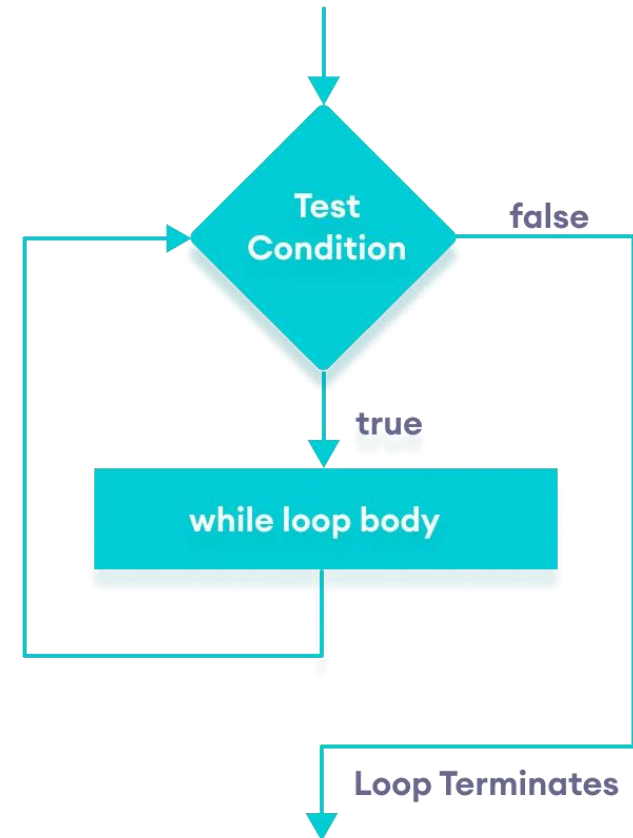 Test
Condition
false
true
while loop body
Loop Terminates